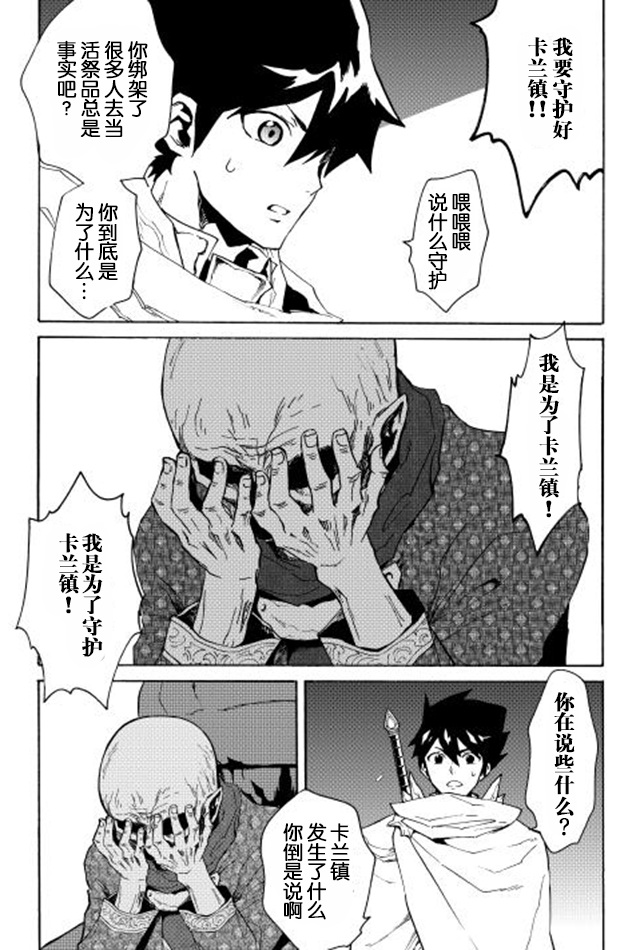 我要守护好
卡兰镇!!
喂喂喂
说什么守护
你绑架了
很多人去当
活祭品总是
事实吧？
你到底是
为了什么…
我是为了卡兰镇！
我是为了守护
卡兰镇！
你在说些什么？
卡兰镇
发生了什么
你倒是说啊